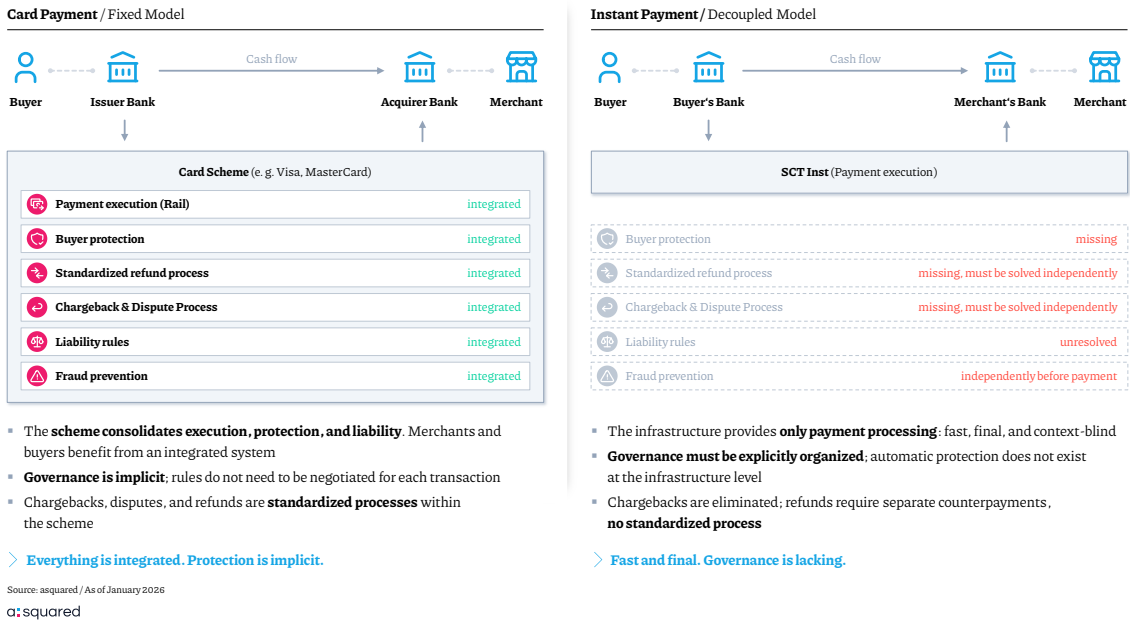 Card Payment / Fixed Model
Cash flow
Buyer
Issuer Bank
Acquirer Bank
Merchant
Card Scheme (e. g. Visa, MasterCard)
Payment execution (Rail) integrated
Buyer protection integrated
Standardized refund process integrated
Chargeback & Dispute Process integrated
Liability rules integrated
Fraud prevention integrated
The scheme consolidates execution, protection, and liability. Merchants and
buyers benefit from an integrated system
Governance is implicit; rules do not need to be negotiated for each transaction
Chargebacks, disputes, and refunds are standardized processes within
the scheme
Everything is integrated. Protection is implicit.
Instant Payment / Decoupled Model
Cash flow
Buyer
Buyer's Bank
Merchant's Bank
Merchant
SCT Inst (Payment execution)
Buyer protection missing
Standardized refund process missing, must be solved independently
Chargeback & Dispute Process missing, must be solved independently
Liability rules unresolved
Fraud prevention independently before payment
The infrastructure provides only payment processing: fast, final, and context-blind
Governance must be explicitly organized; automatic protection does not exist
at the infrastructure level
Chargebacks are eliminated; refunds require separate counterpayments,
no standardized process
Fast and final. Governance is lacking.
Source: asquared / As of January 2026
a:squared